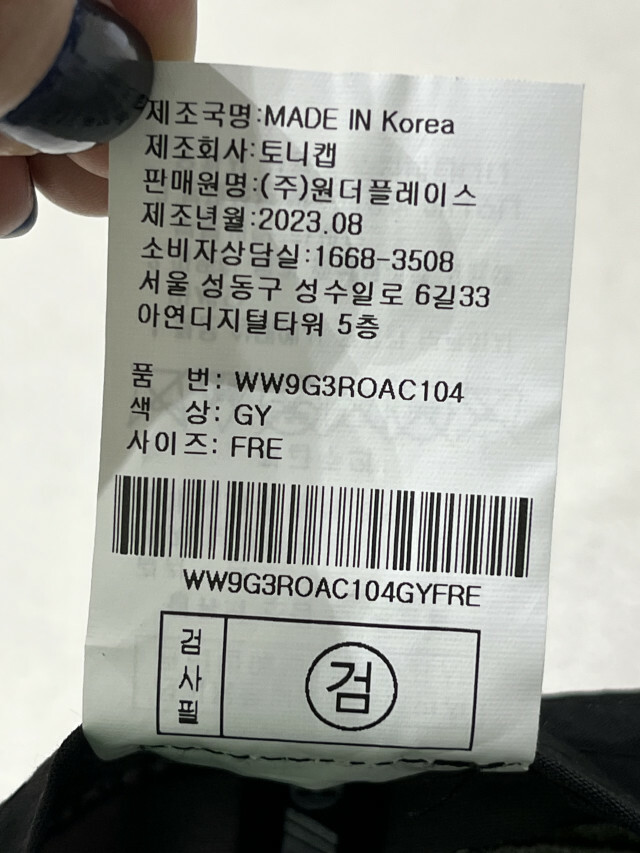 제조국명:MADE IN Korea
제조회사:토니캡
판매원명:(주)원더플레이스
제조년월:2023.08
소비자상담실:1668-3508
서울 성동구 성수일로 6길33
아연디지털타워 5층
품 번: WW9G3ROAC104
색 상: GY
사이즈: FRE
WW9G3ROAC104GYFRE
검사필
검